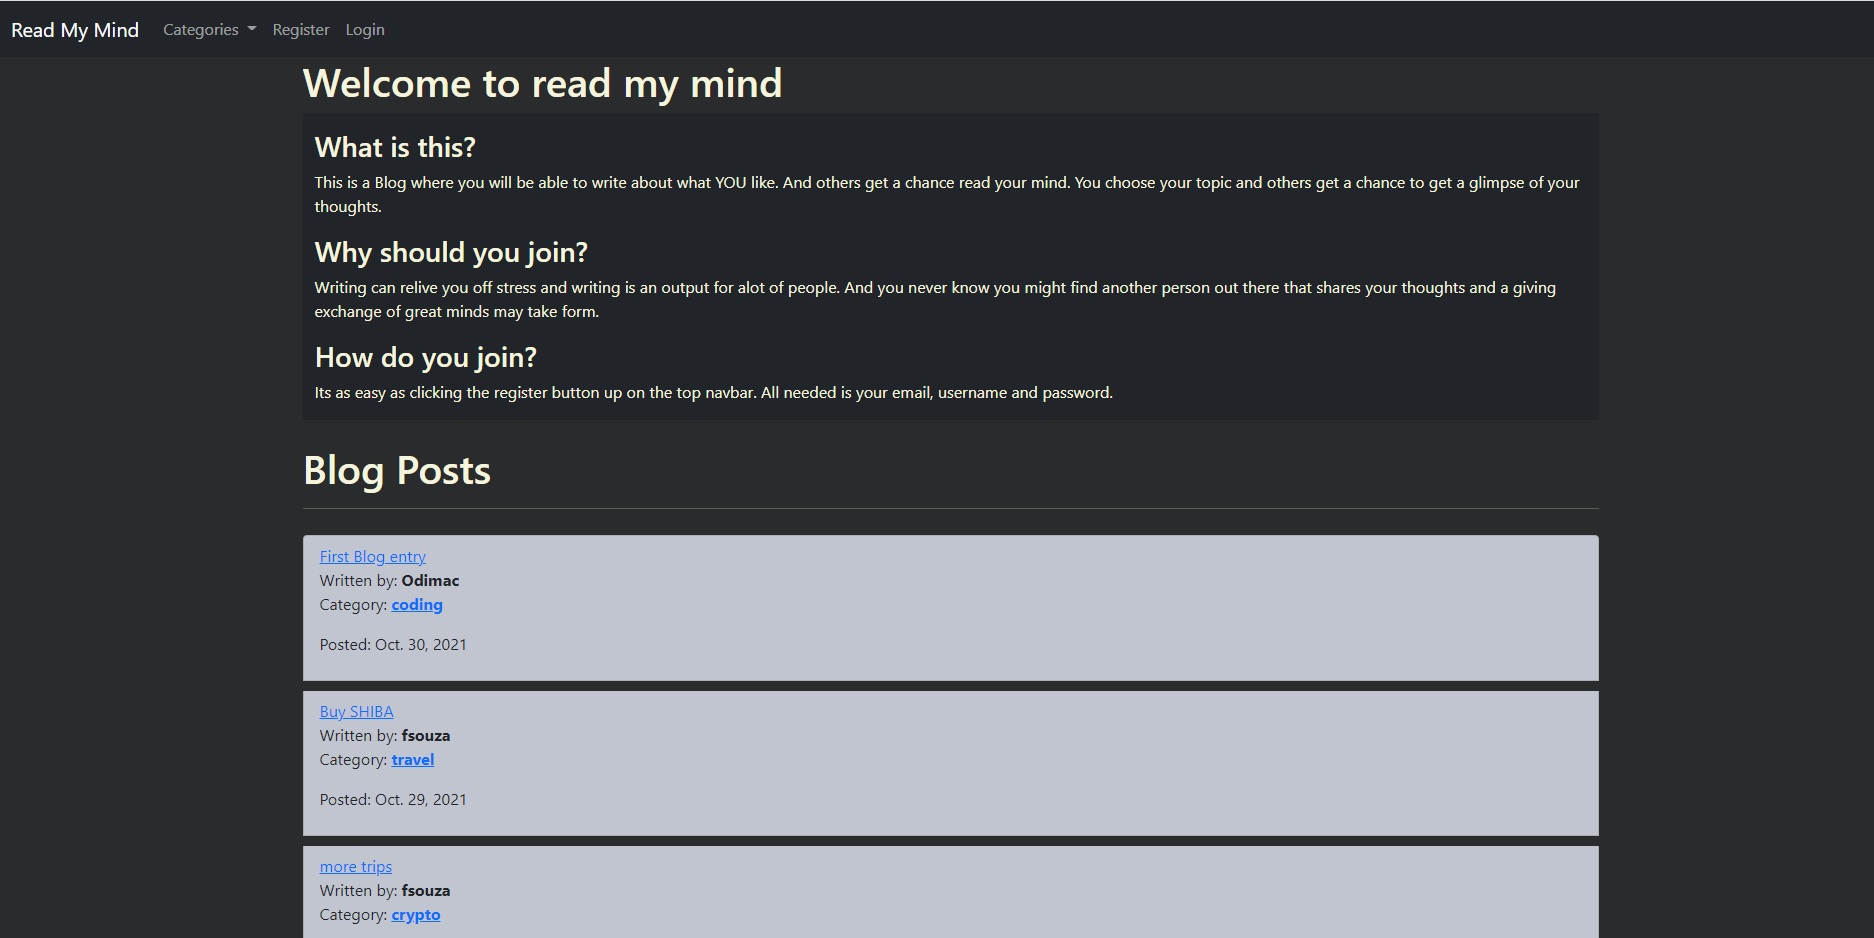 Read My Mind Categories Register Login
Welcome to read my mind
What is this?
This is a Blog where you will be able to write about what YOU like. And others get a chance read your mind. You choose your topic and others get a chance to get a glimpse of your
thoughts.
Why should you join?
Writing can relive you off stress and writing is an output for alot of people. And you never know you might find another person out there that shares your thoughts and a giving
exchange of great minds may take form.
How do you join?
Its as easy as clicking the register button up on the top navbar. All needed is your email, username and password.
Blog Posts
First Blog entry
Written by: Odimac
Category: coding
Posted: Oct. 30, 2021
Buy SHIBA
Written by: fsouza
Category: travel
Posted: Oct. 29, 2021
more trips
Written by: fsouza
Category: crypto